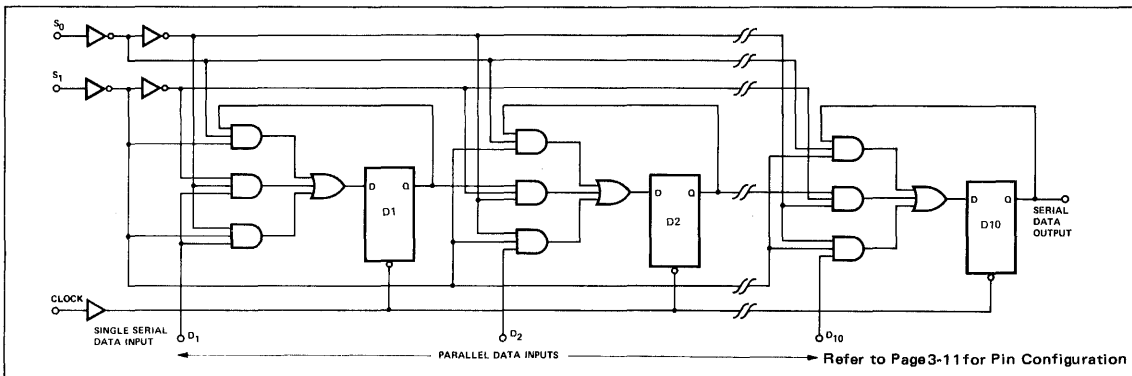 S0
S1
D Q
D1
D Q
D2
D Q
D10
SERIAL
DATA
OUTPUT
CLOCK
SINGLE SERIAL
DATA INPUT
D1
D2
D10
PARALLEL DATA INPUTS
Refer to Page 3-11 for Pin Configuration